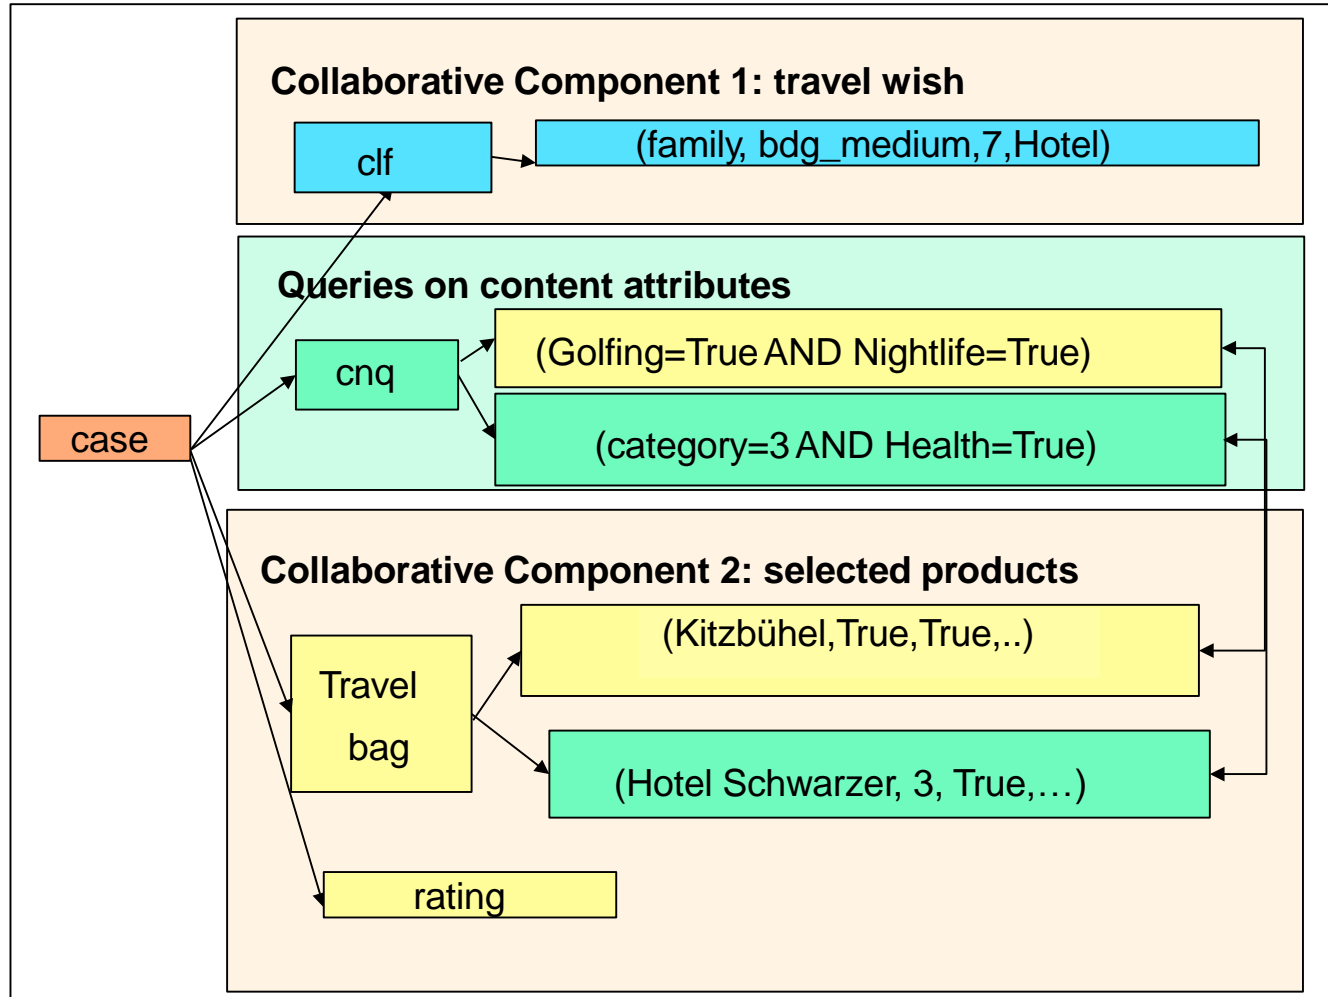 Collaborative Component 1: travel wish
clf
(family, bdg_medium,7,Hotel)
Queries on content attributes
cnq
(Golfing=True AND Nightlife=True)
(category=3 AND Health=True)
case
Collaborative Component 2: selected products
Travel
bag
(Kitzbühel,True,True,..)
(Hotel Schwarzer, 3, True,…)
rating